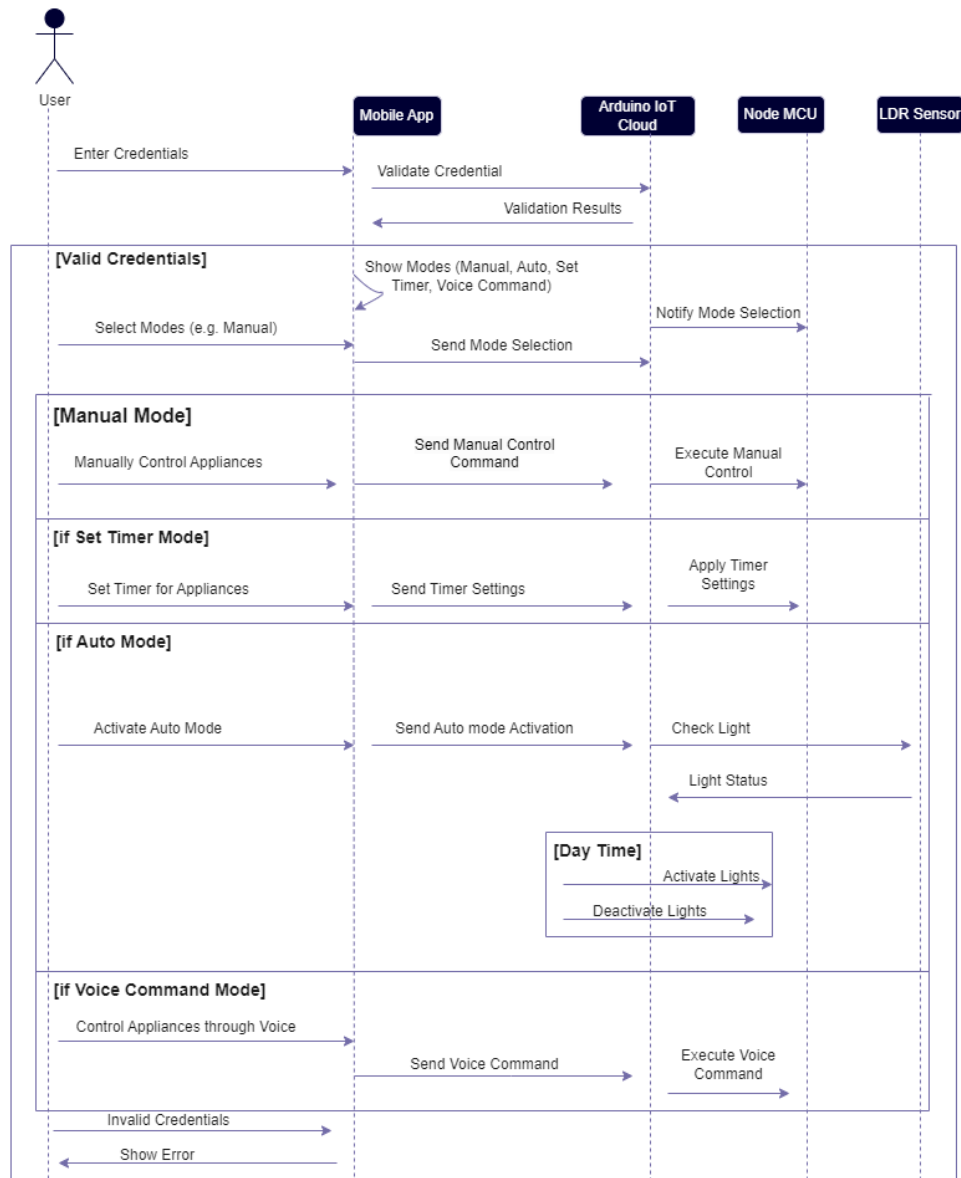 User
Mobile App
Arduino IoT
Cloud
Node MCU
LDR Sensor
Enter Credentials
Validate Credential
Validation Results
[Valid Credentials]
Show Modes (Manual, Auto, Set
Timer, Voice Command)
Notify Mode Selection
Select Modes (e.g. Manual)
Send Mode Selection
[Manual Mode]
Manually Control Appliances
Send Manual Control
Command
Execute Manual
Control
[if Set Timer Mode]
Set Timer for Appliances
Send Timer Settings
Apply Timer
Settings
[if Auto Mode]
Activate Auto Mode
Send Auto mode Activation
Check Light
Light Status
[Day Time]
Activate Lights
Deactivate Lights
[if Voice Command Mode]
Control Appliances through Voice
Send Voice Command
Execute Voice
Command
Invalid Credentials
Show Error